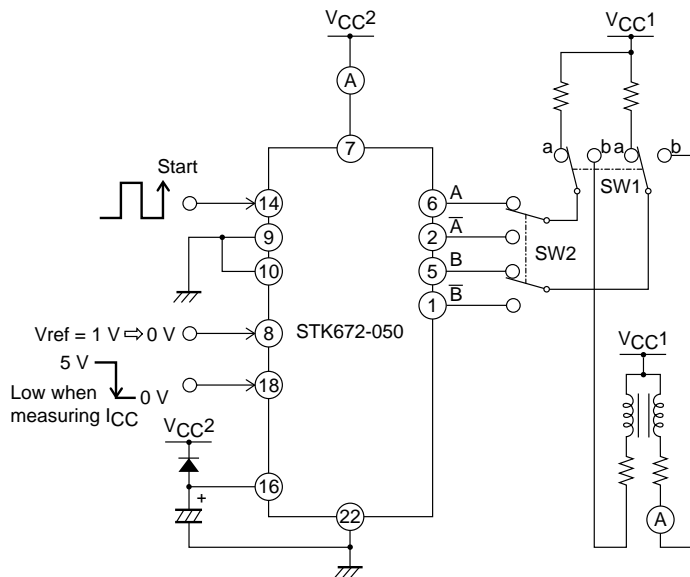 VCC2
VCC1
A
7
a
b
a
b
SW1
Start
14
6
A
9
2
A̅
SW2
10
5
B
1
B̅
Vref = 1 V ⇨ 0 V
8
STK672-050
5 V
0 V
18
Low when
measuring ICC
VCC1
VCC2
16
+
22
A